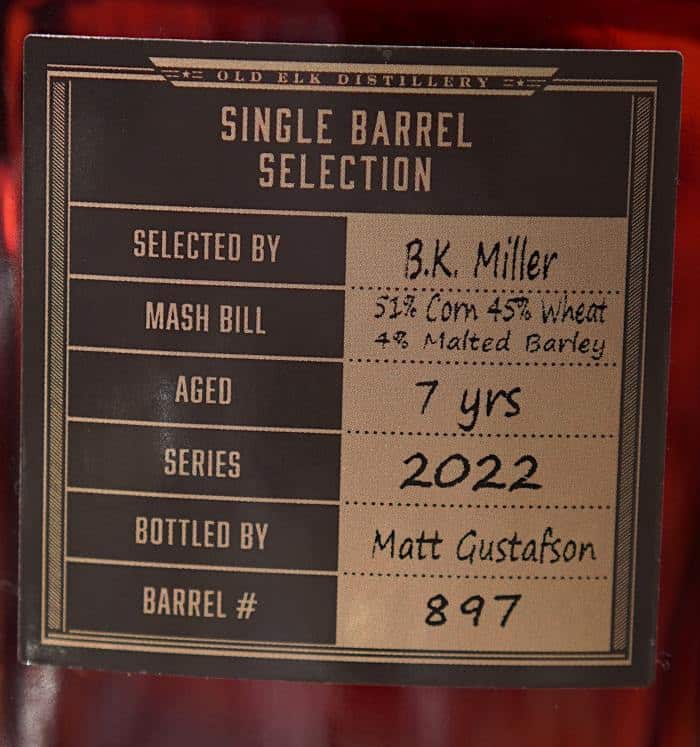 OLD ELK DISTILLERY
SINGLE BARREL
SELECTION
SELECTED BY B.K. Miller
MASH BILL 51% Corn 45% Wheat
4% Malted Barley
AGED 7 yrs
SERIES 2022
BOTTLED BY Matt Gustafson
BARREL # 897